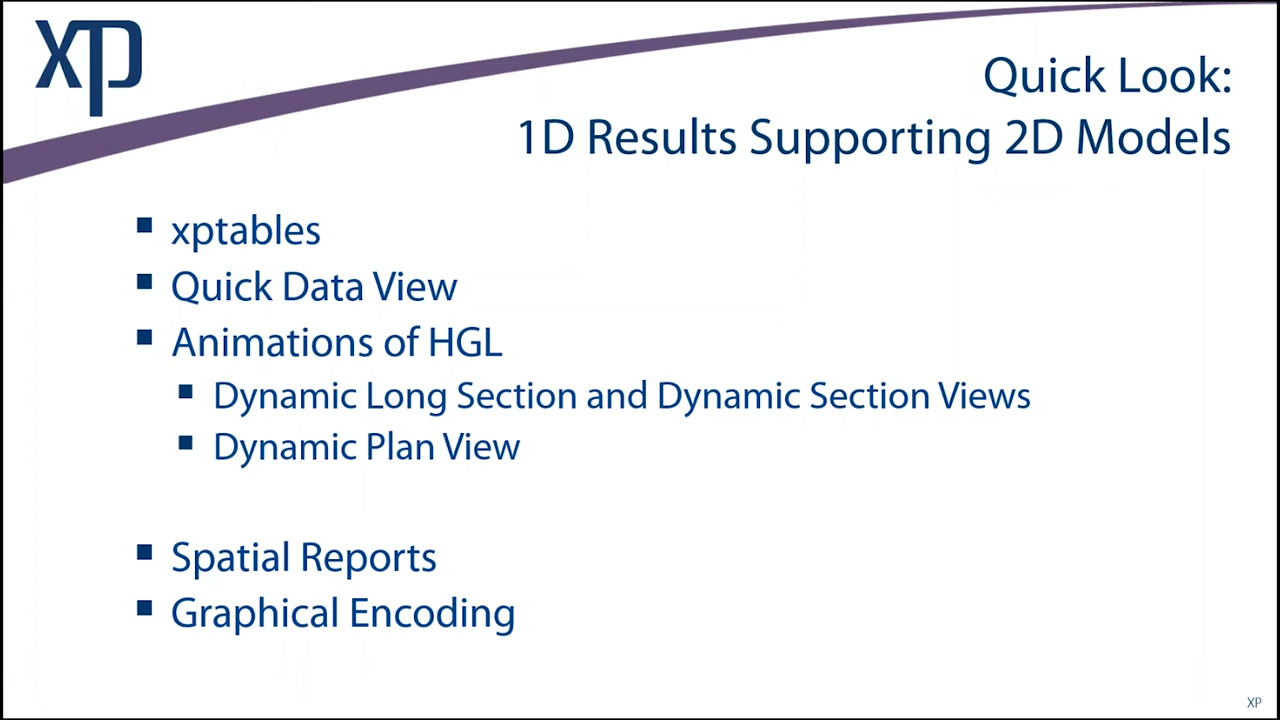 xp
Quick Look:
1D Results Supporting 2D Models
xptables
Quick Data View
Animations of HGL
Dynamic Long Section and Dynamic Section Views
Dynamic Plan View
Spatial Reports
Graphical Encoding
XP